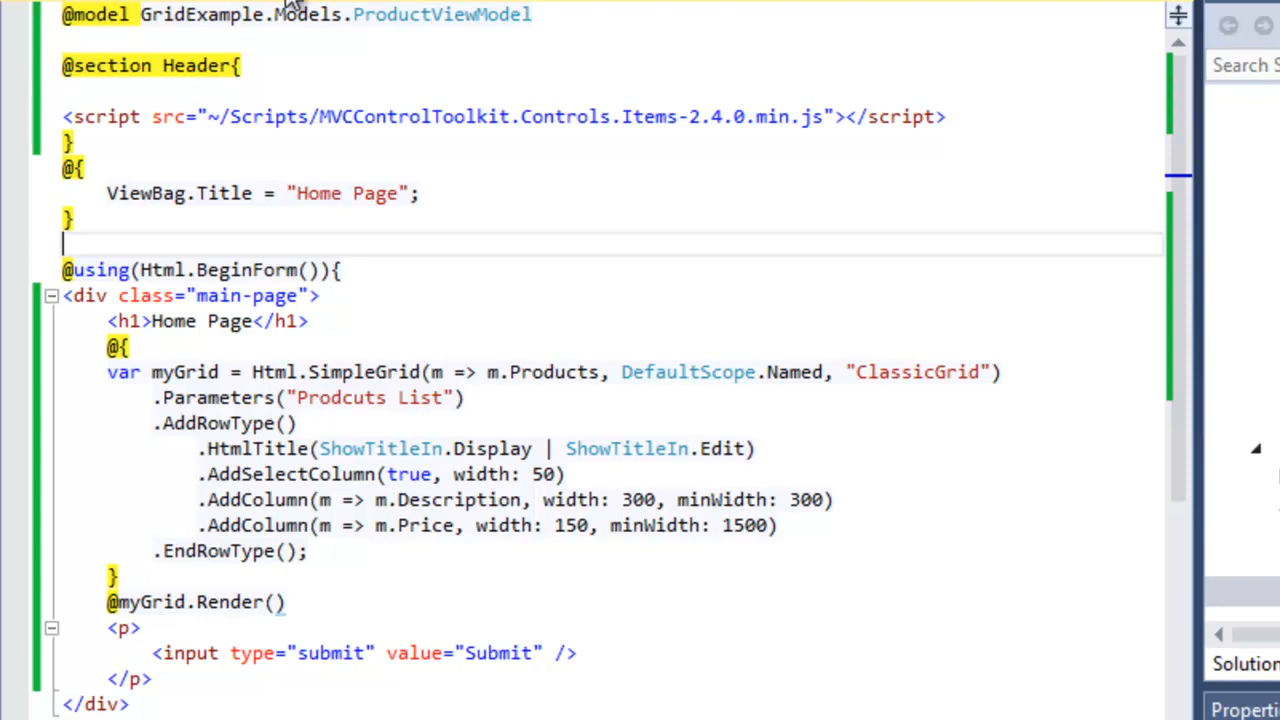 @model GridExample.Models.ProductViewModel
@section Header{
<script src="~/Scripts/MVCControlToolkit.Controls.Items-2.4.0.min.js"></script>
}
@{
ViewBag.Title = "Home Page";
}
@using(Html.BeginForm()){
<div class="main-page">
<h1>Home Page</h1>
@{
var myGrid = Html.SimpleGrid(m => m.Products, DefaultScope.Named, "ClassicGrid")
.Parameters("Prodcuts List")
.AddRowType()
.HtmlTitle(ShowTitleIn.Display | ShowTitleIn.Edit)
.AddSelectColumn(true, width: 50)
.AddColumn(m => m.Description, width: 300, minWidth: 300)
.AddColumn(m => m.Price, width: 150, minWidth: 1500)
.EndRowType();
}
@myGrid.Render()
<p>
<input type="submit" value="Submit" />
</p>
</div>
Search S
Solution
Properti